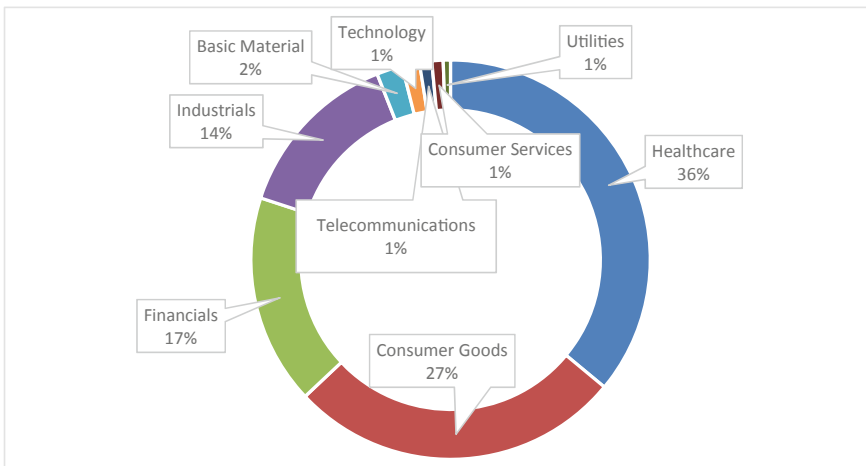 Technology
1%
Basic Material
2%
Utilities
1%
Industrials
14%
Consumer Services
1%
Healthcare
36%
Telecommunications
1%
Financials
17%
Consumer Goods
27%